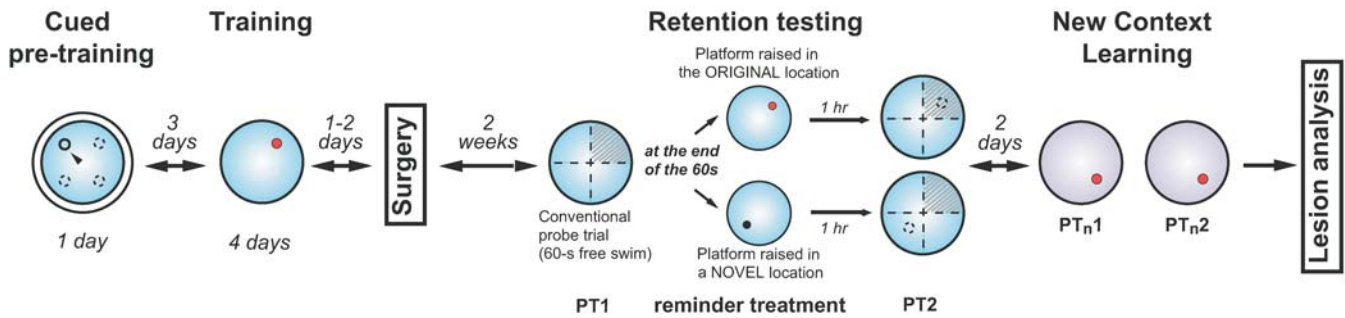 Cued
pre-training
Training
Retention testing
New Context
Learning
Platform raised in
the ORIGINAL location
3
days
1-2
days
Surgery
2
weeks
at the end
of the 60s
1 hr
2
days
Lesion analysis
1 day
4 days
Conventional
probe trial
(60-s free swim)
1 hr
Platform raised in
a NOVEL location
PTn1
PTn2
PT1
reminder treatment
PT2